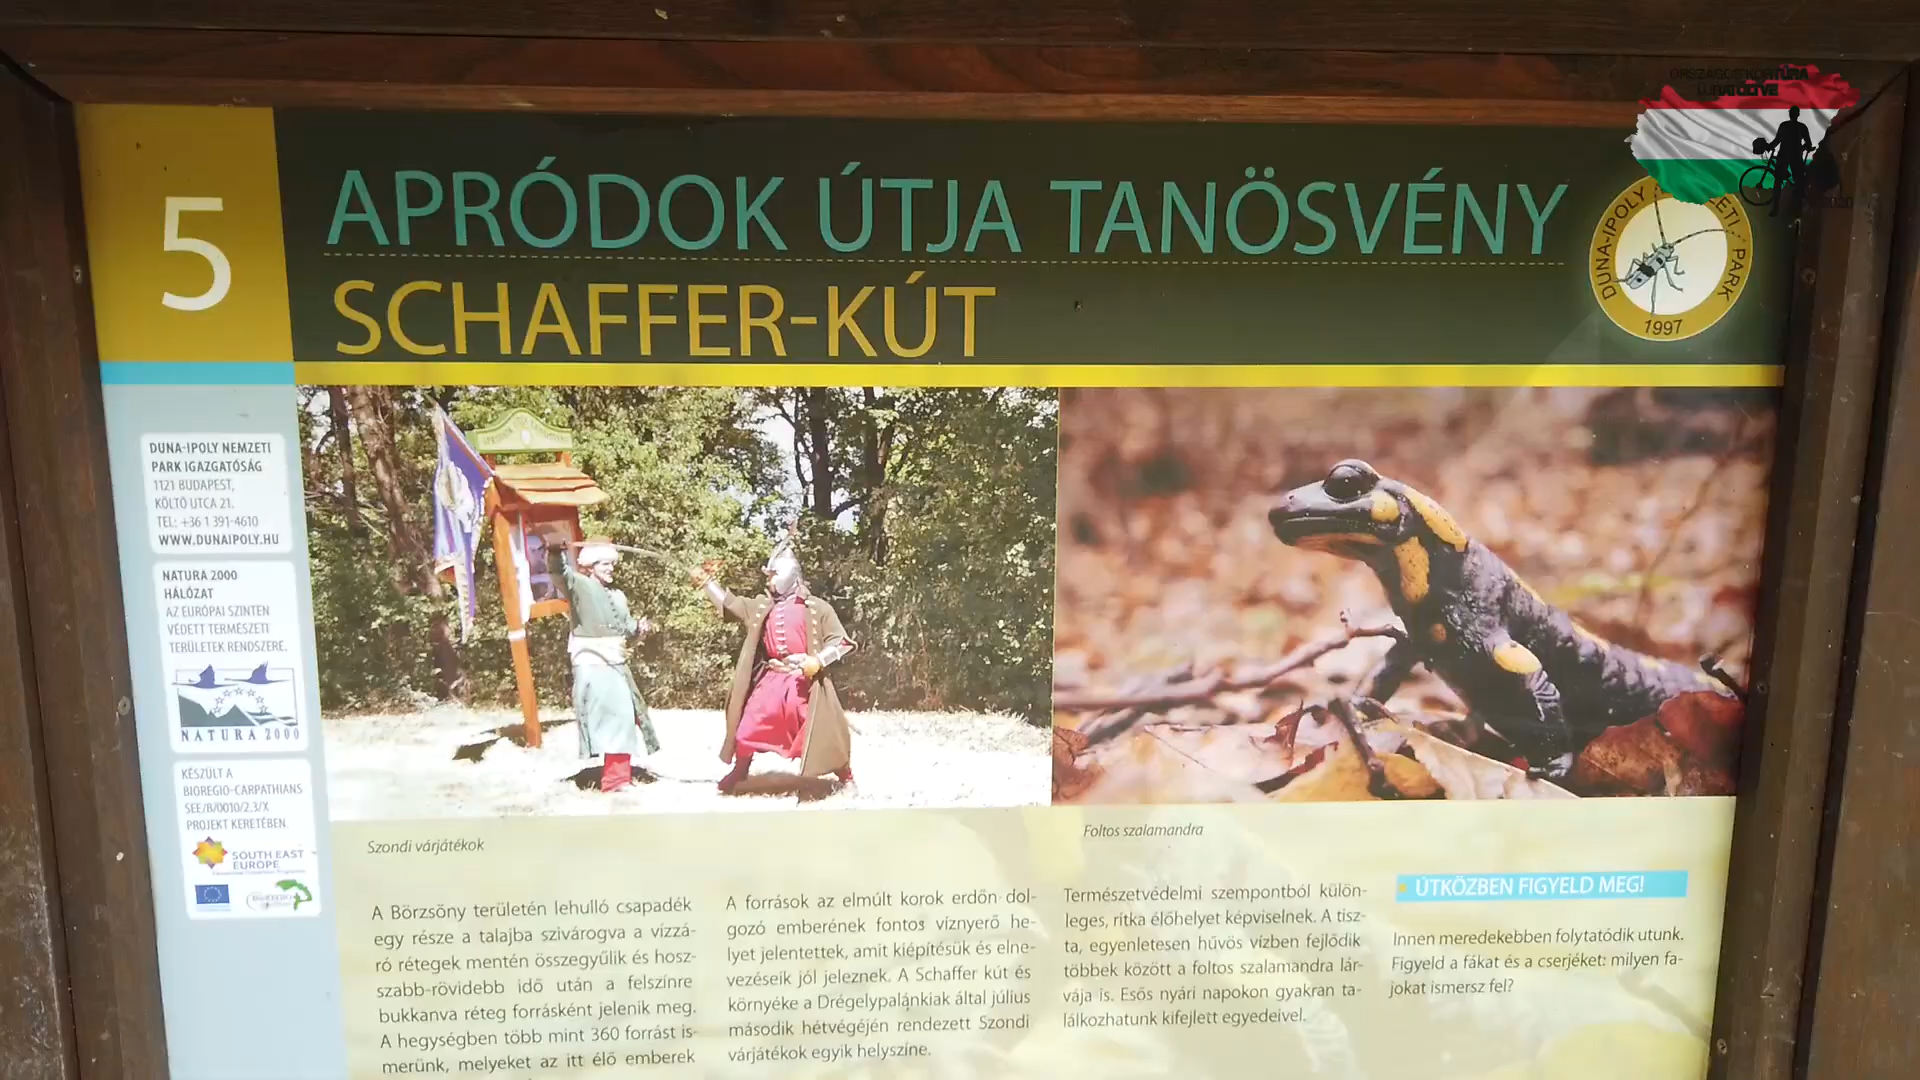 ORSZÁGOS KÉKTÚRA
5
APRÓDOK ÚTJA TANÖSVÉNY
SCHAFFER-KÚT
DUNA-IPOLY
PARK
1997
DUNA-IPOLY NEMZETI
PARK IGAZGATÓSÁG
1121 BUDAPEST,
KÖLTŐ UTCA 21.
TEL: +36 1 391-4610
WWW.DUNAIPOLY.HU
NATURA 2000
HÁLÓZAT
AZ EURÓPAI SZINTEN
VÉDETT TERMÉSZETI
TERÜLETEK RENDSZERE.
NATURA 2000
KÉSZÜLT A
BIOREGIO-CARPATHIANS
SEE/B/0010/2.3/X
PROJEKT KERETÉBEN.
SOUTH EAST
EUROPE
Szondi várjátékok
Foltos szalamandra
A Börzsöny területén lehulló csapadék
egy része a talajba szivárogva a vízzá-
ró rétegek mentén összegyűlik és hosz-
szabb-rövidebb idő után a felszínre
bukkanva réteg forrásként jelenik meg.
A hegységben több mint 360 forrást is-
merünk, melyeket az itt élő emberek
A források az elmúlt korok erdőn dol-
gozó emberének fontos víznyerő he-
lyet jelentettek, amit kiépítésük és elne-
vezéseik jól jeleznek. A Schaffer kút és
környéke a Drégelypalánkiak által július
második hétvégéjén rendezett Szondi
várjátékok egyik helyszíne.
Természetvédelmi szempontból külön-
leges, ritka élőhelyet képviselnek. A tisz-
ta, egyenletesen hűvös vízben fejlődik
többek között a foltos szalamandra lár-
vája is. Esős nyári napokon gyakran ta-
lálkozhatunk kifejlett egyedeivel.
ÚTKÖZBEN FIGYELD MEG!
Innen meredekebben folytatódik utunk.
Figyeld a fákat és a cserjéket: milyen fa-
jokat ismersz fel?